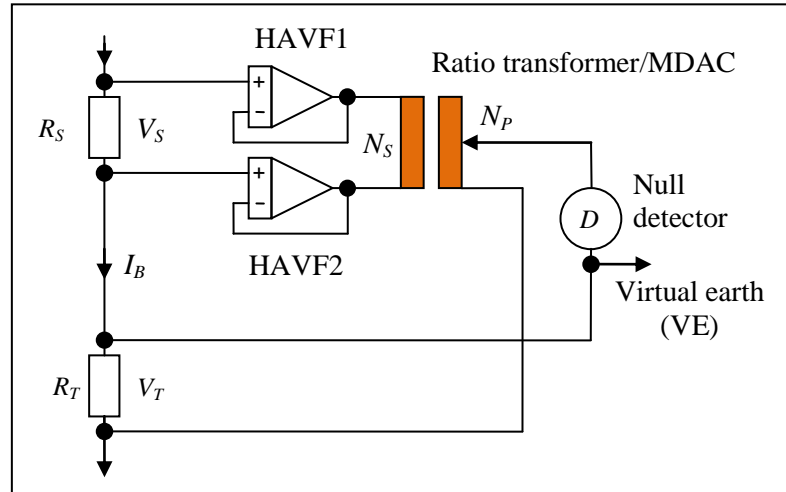 HAVF1
Ratio transformer/MDAC
+
−
R_S
V_S
N_S
N_P
+
−
Null
detector
D
HAVF2
I_B
Virtual earth
(VE)
R_T
V_T